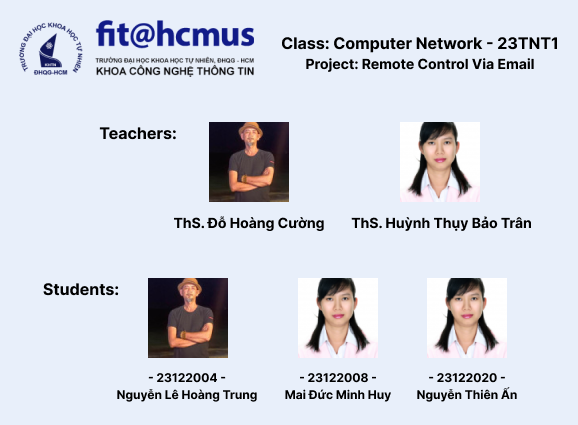 TRƯỜNG ĐẠI HỌC KHOA HỌC TỰ NHIÊN
KHTN
ĐHQG-HCM
fit@hcmus
TRƯỜNG ĐẠI HỌC KHOA HỌC TỰ NHIÊN, ĐHQG - HCM
KHOA CÔNG NGHỆ THÔNG TIN
Class: Computer Network - 23TNT1
Project: Remote Control Via Email
Teachers:
ThS. Đỗ Hoàng Cường
ThS. Huỳnh Thụy Bảo Trân
Students:
- 23122004 -
Nguyễn Lê Hoàng Trung
- 23122008 -
Mai Đức Minh Huy
- 23122020 -
Nguyễn Thiên Ấn